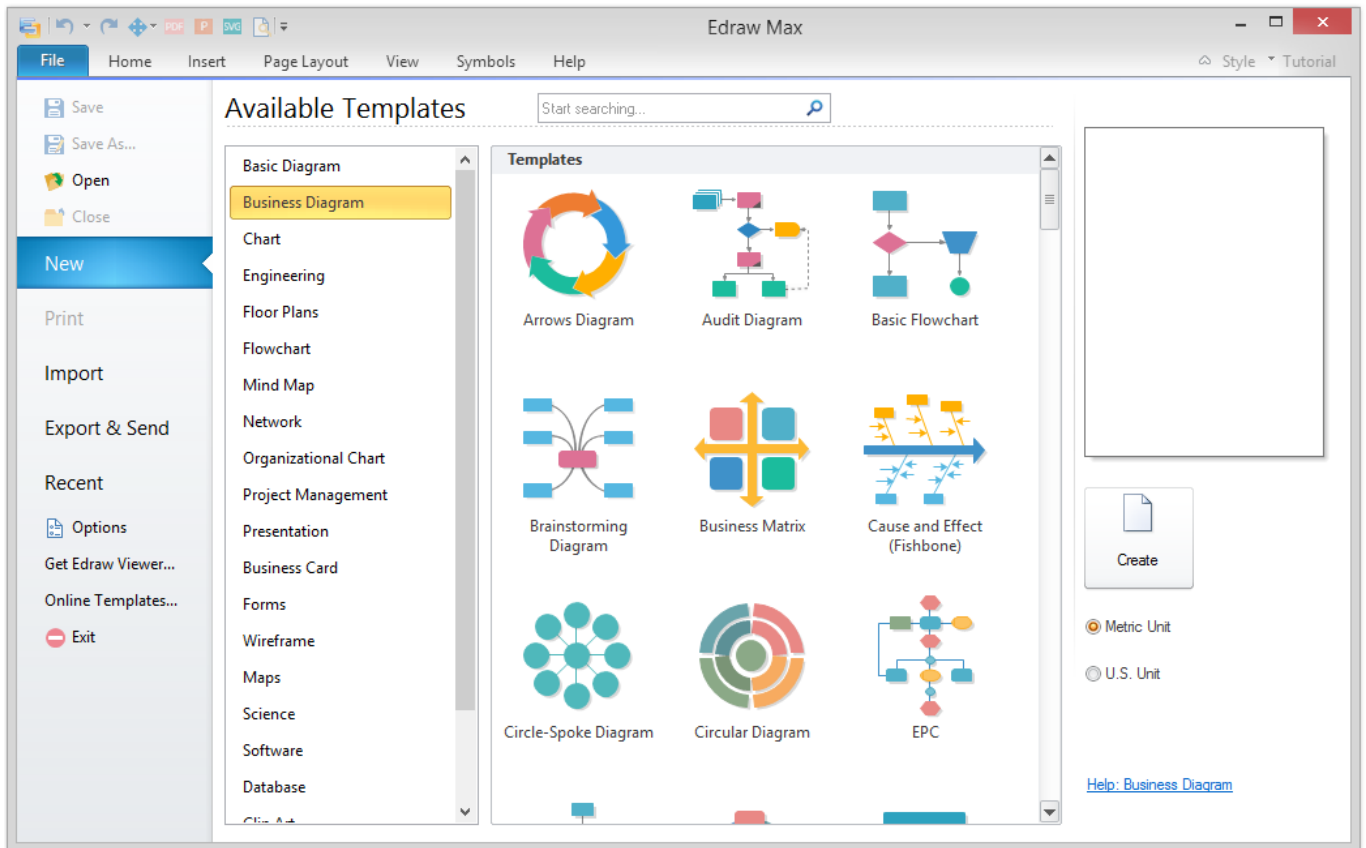 PDF P SVG
Edraw Max
File Home Insert Page Layout View Symbols Help Style Tutorial
Save
Save As...
Open
Close
New
Print
Import
Export & Send
Recent
Options
Get Edraw Viewer...
Online Templates...
Exit
Available Templates
Start searching...
Basic Diagram
Business Diagram
Chart
Engineering
Floor Plans
Flowchart
Mind Map
Network
Organizational Chart
Project Management
Presentation
Business Card
Forms
Wireframe
Maps
Science
Software
Database
Clip Art
Templates
Arrows Diagram
Audit Diagram
Basic Flowchart
Brainstorming
Diagram
Business Matrix
Cause and Effect
(Fishbone)
Circle-Spoke Diagram
Circular Diagram
EPC
Create
Metric Unit
U.S. Unit
Help: Business Diagram